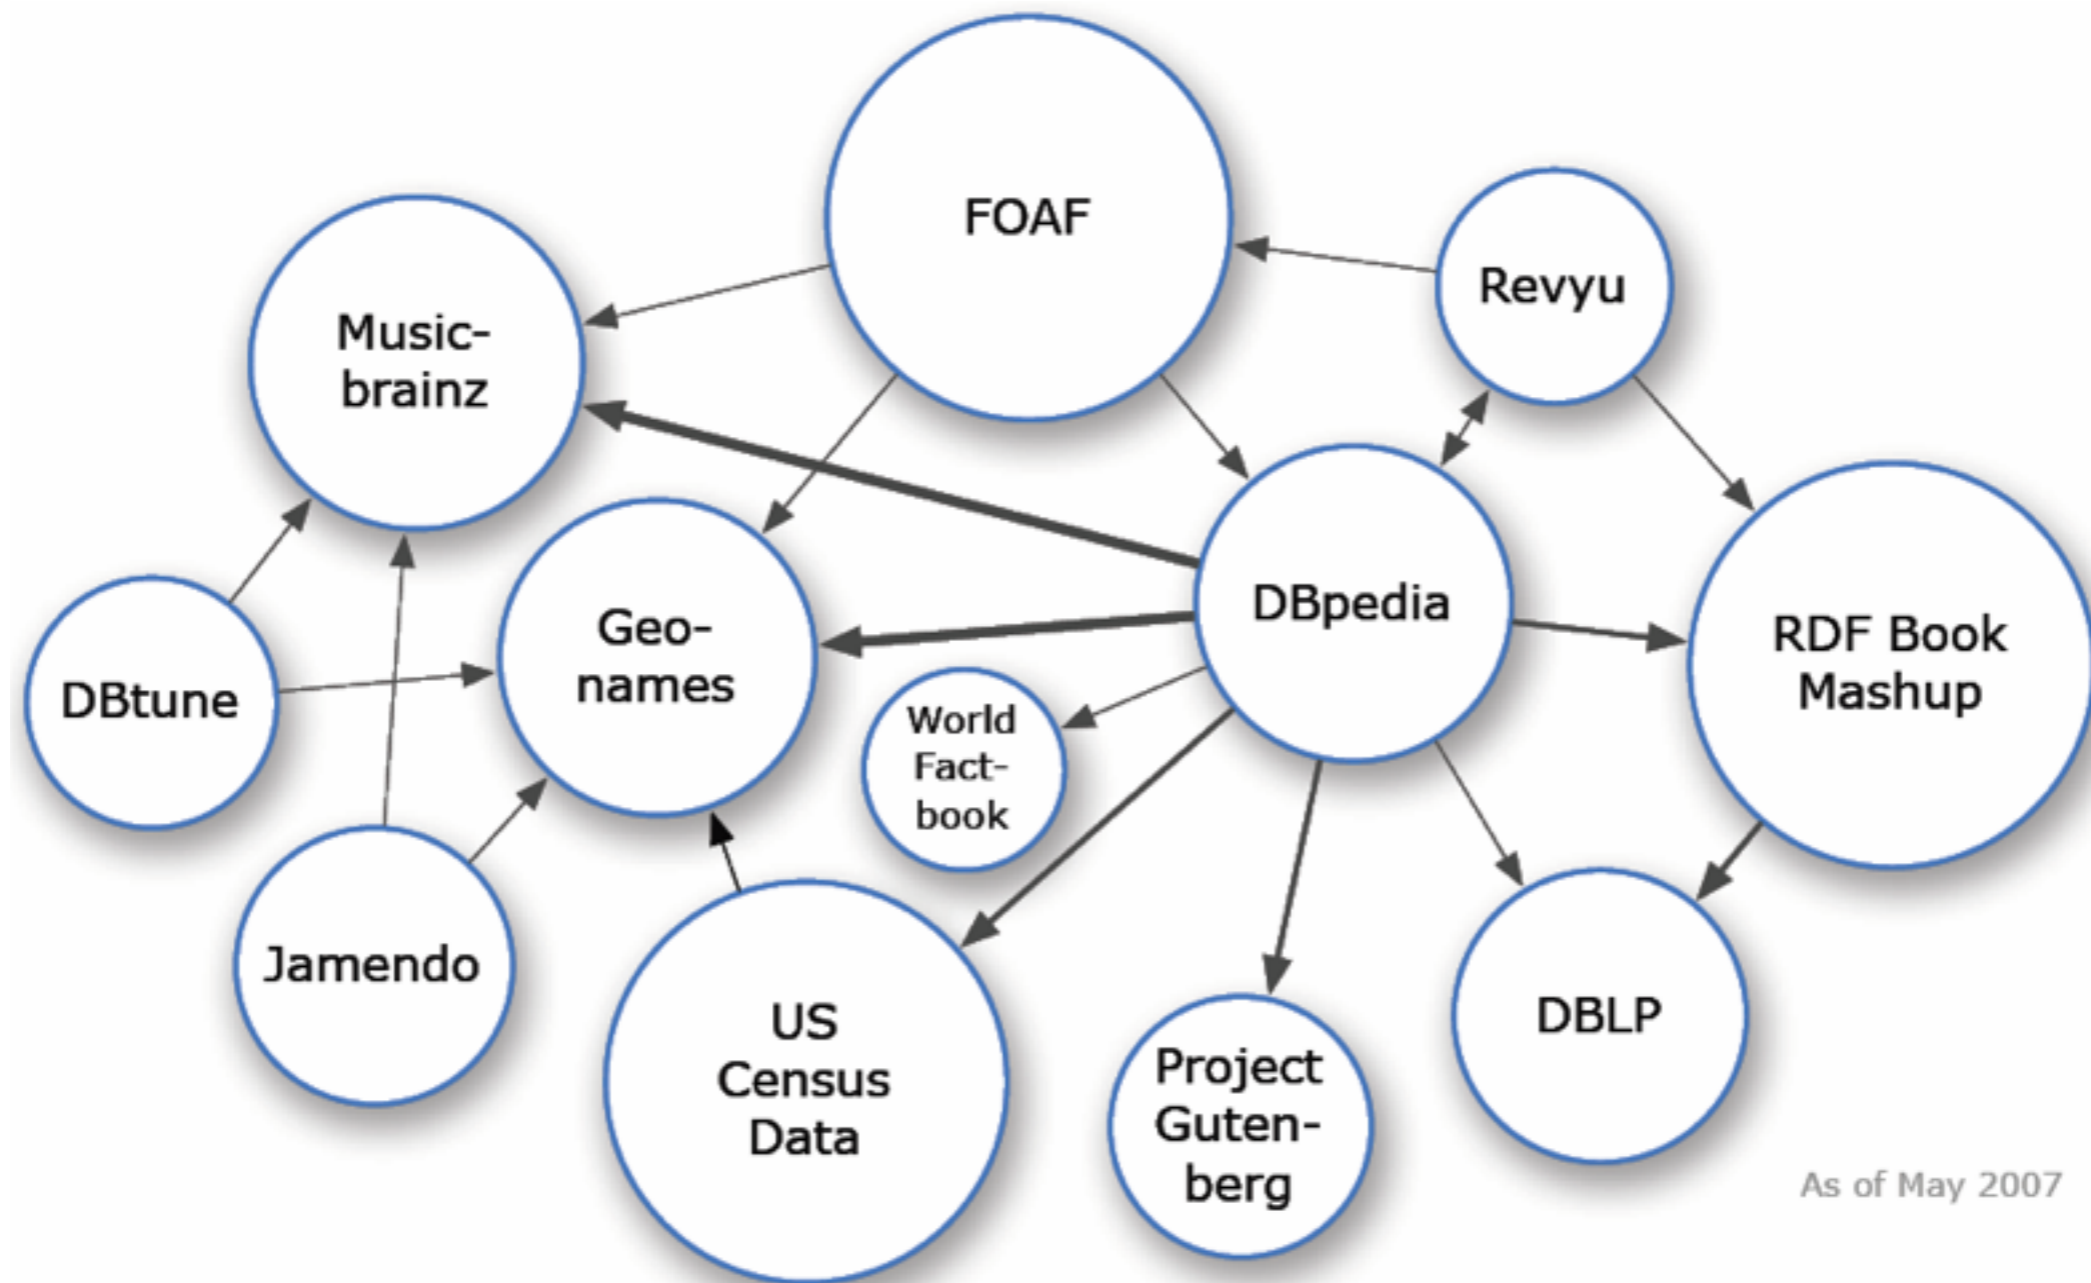 FOAF
Revyu
Music-
brainz
DBpedia
Geo-
names
RDF Book
Mashup
DBtune
World
Fact-
book
Jamendo
US
Census
Data
Project
Guten-
berg
DBLP
As of May 2007